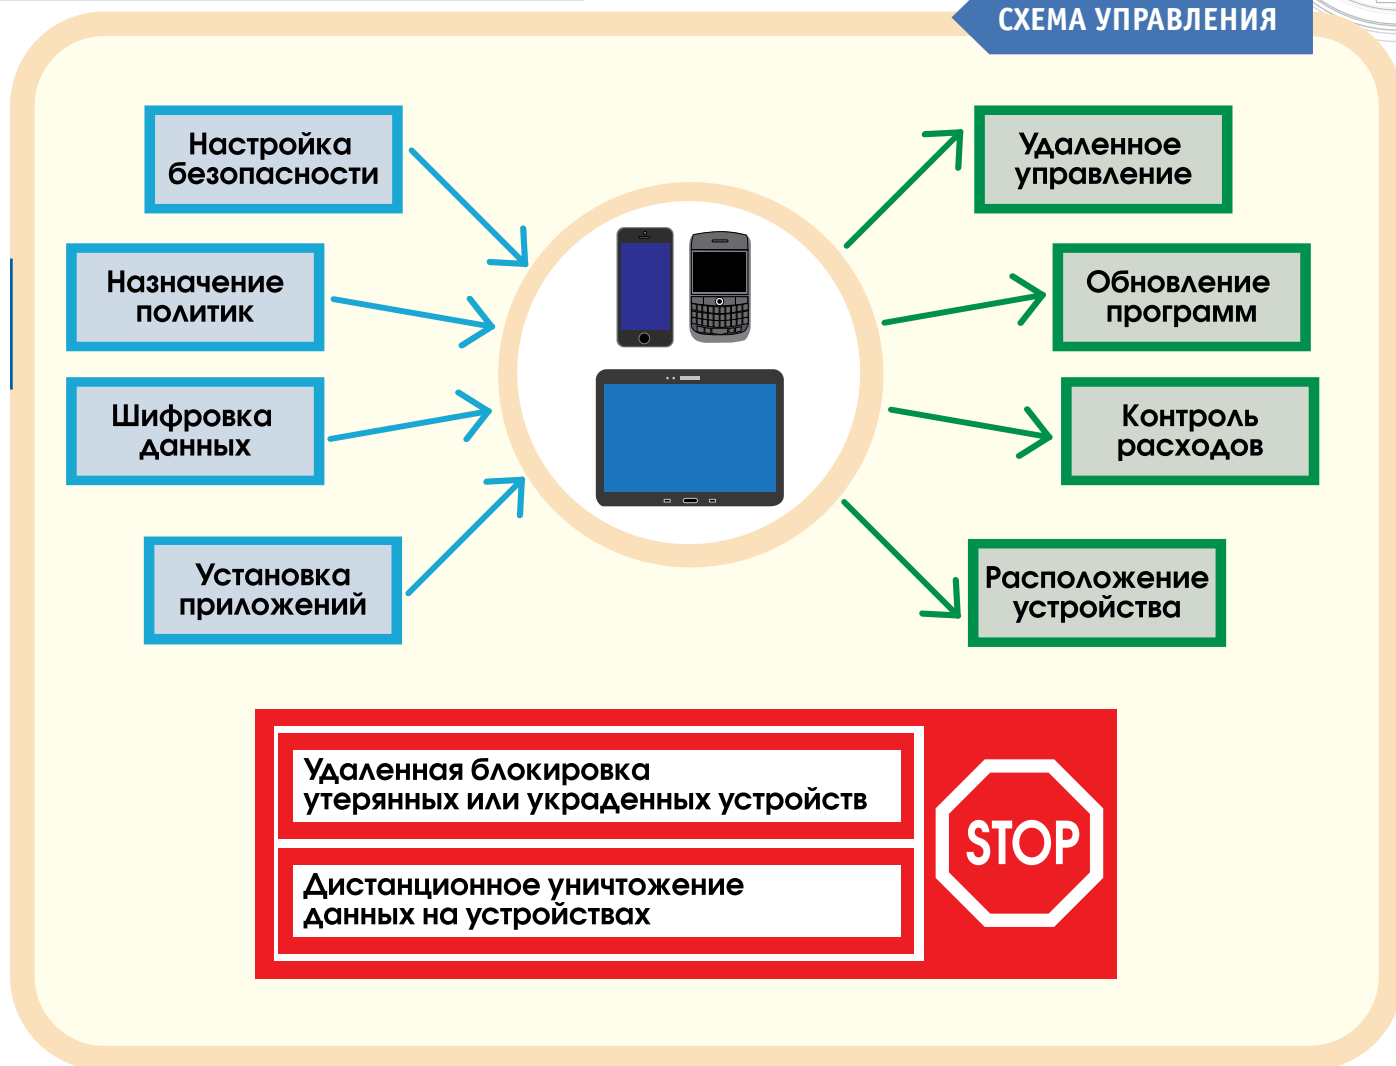 СХЕМА УПРАВЛЕНИЯ
Настройка
безопасности
Назначение
политик
Шифровка
данных
Установка
приложений
Удаленное
управление
Обновление
программ
Контроль
расходов
Расположение
устройства
Удаленная блокировка
утерянных или украденных устройств
Дистанционное уничтожение
данных на устройствах
STOP